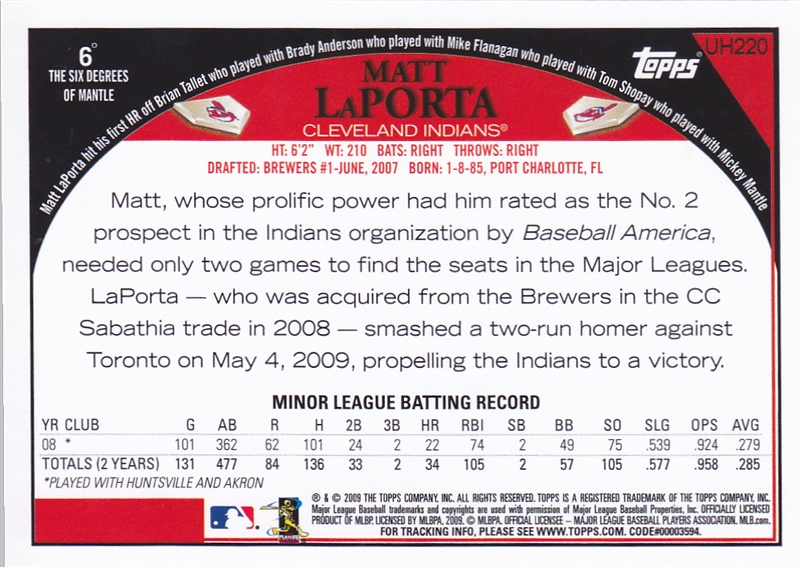 6°
THE SIX DEGREES
OF MANTLE
Matt LaPorta hit his first HR off Brian Tallet who played with Brady Anderson who played with Mike Flanagan who played with Tom Shopay who played with Mickey Mantle
Topps®
UH220
MATT
LAPORTA
CLEVELAND INDIANS®
HT: 6'2" WT: 210 BATS: RIGHT THROWS: RIGHT
DRAFTED: BREWERS #1-JUNE, 2007 BORN: 1-8-85, PORT CHARLOTTE, FL
Matt, whose prolific power had him rated as the No. 2
prospect in the Indians organization by Baseball America,
needed only two games to find the seats in the Major Leagues.
LaPorta — who was acquired from the Brewers in the CC
Sabathia trade in 2008 — smashed a two-run homer against
Toronto on May 4, 2009, propelling the Indians to a victory.
MINOR LEAGUE BATTING RECORD
YR CLUB G AB R H 2B 3B HR RBI SB BB SO SLG OPS AVG
08 * 101 362 62 101 24 2 22 74 2 49 75 .539 .924 .279
TOTALS (2 YEARS) 131 477 84 136 33 2 34 105 2 57 105 .577 .958 .285
*PLAYED WITH HUNTSVILLE AND AKRON
® & © 2009 THE TOPPS COMPANY, INC. ALL RIGHTS RESERVED. TOPPS IS A REGISTERED TRADEMARK OF THE TOPPS COMPANY, INC.
Major League Baseball trademarks and copyrights are used with permission of Major League Baseball Properties, Inc. OFFICIALLY LICENSED
PRODUCT OF MLBP. LICENSED BY MLBPA, 2009. © MLBPA. OFFICIAL LICENSEE – MAJOR LEAGUE BASEBALL PLAYERS ASSOCIATION. MLB.com.
FOR TRACKING INFO, PLEASE SEE WWW.TOPPS.COM. CODE#00003594.